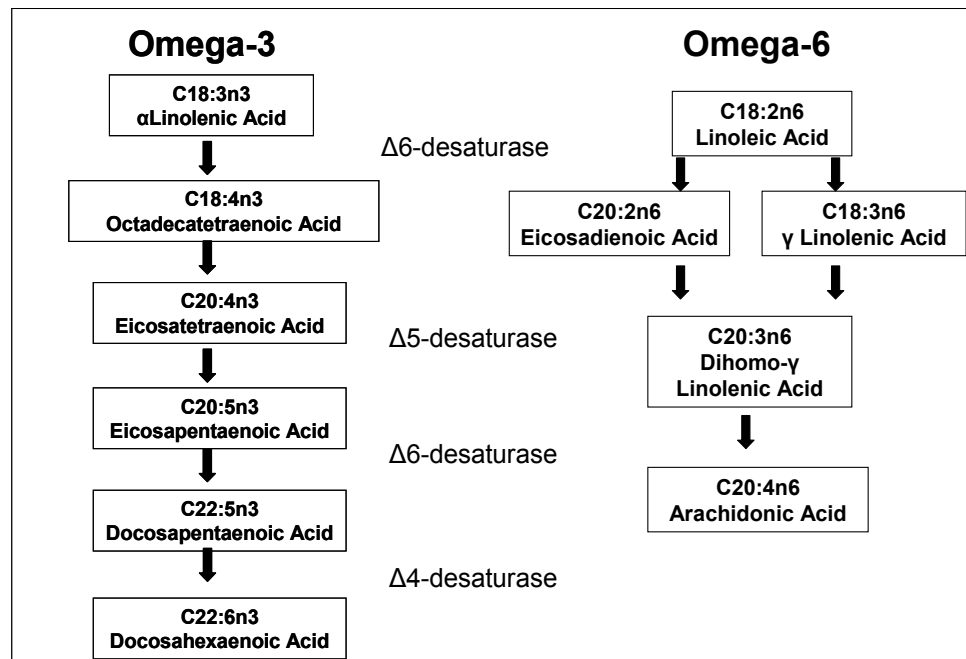 Omega-3
C18:3n3
αLinolenic Acid
C18:4n3
Octadecatetraenoic Acid
C20:4n3
Eicosatetraenoic Acid
C20:5n3
Eicosapentaenoic Acid
C22:5n3
Docosapentaenoic Acid
C22:6n3
Docosahexaenoic Acid
Δ6-desaturase
Δ5-desaturase
Δ6-desaturase
Δ4-desaturase
Omega-6
C18:2n6
Linoleic Acid
C20:2n6
Eicosadienoic Acid
C18:3n6
γ Linolenic Acid
C20:3n6
Dihomo-γ
Linolenic Acid
C20:4n6
Arachidonic Acid